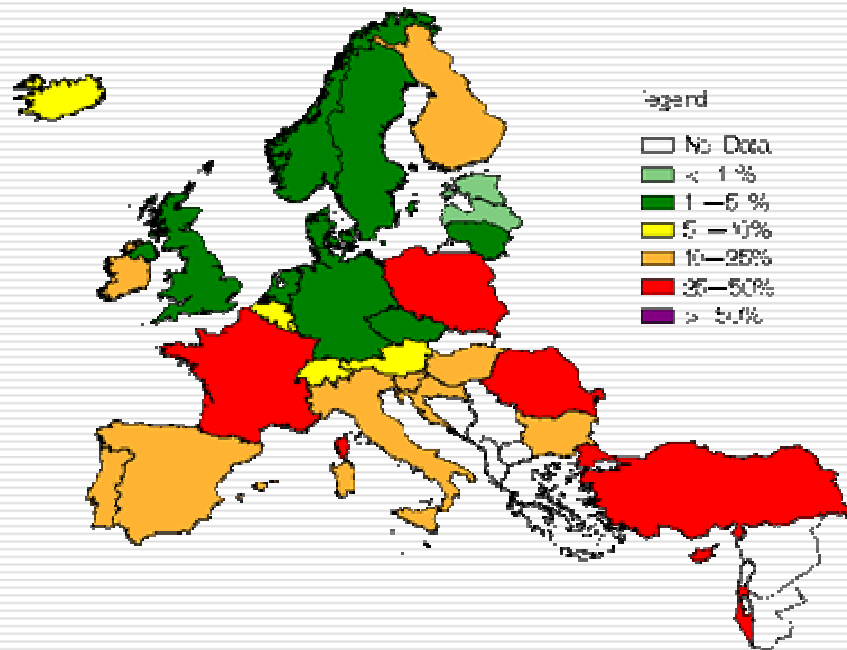 legend
No Data
< 1 %
1 —5 %
5 —10%
10—25%
25—50%
> 50%